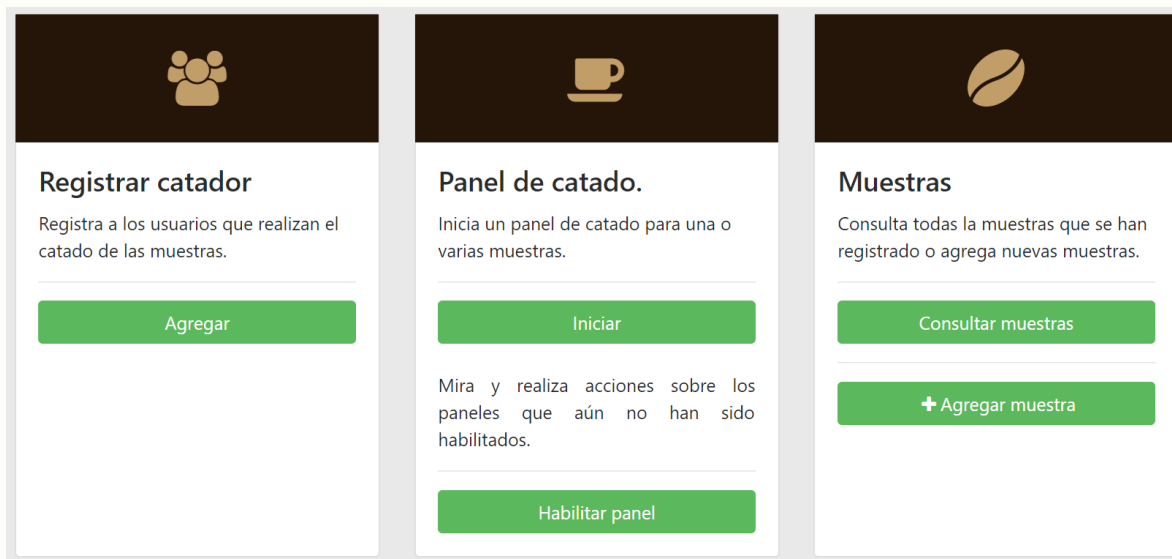 Registrar catador
Registra a los usuarios que realizan el
catado de las muestras.
Agregar
Panel de catado.
Inicia un panel de catado para una o
varias muestras.
Iniciar
Mira y realiza acciones sobre los
paneles que aún no han sido
habilitados.
Habilitar panel
Muestras
Consulta todas la muestras que se han
registrado o agrega nuevas muestras.
Consultar muestras
+ Agregar muestra